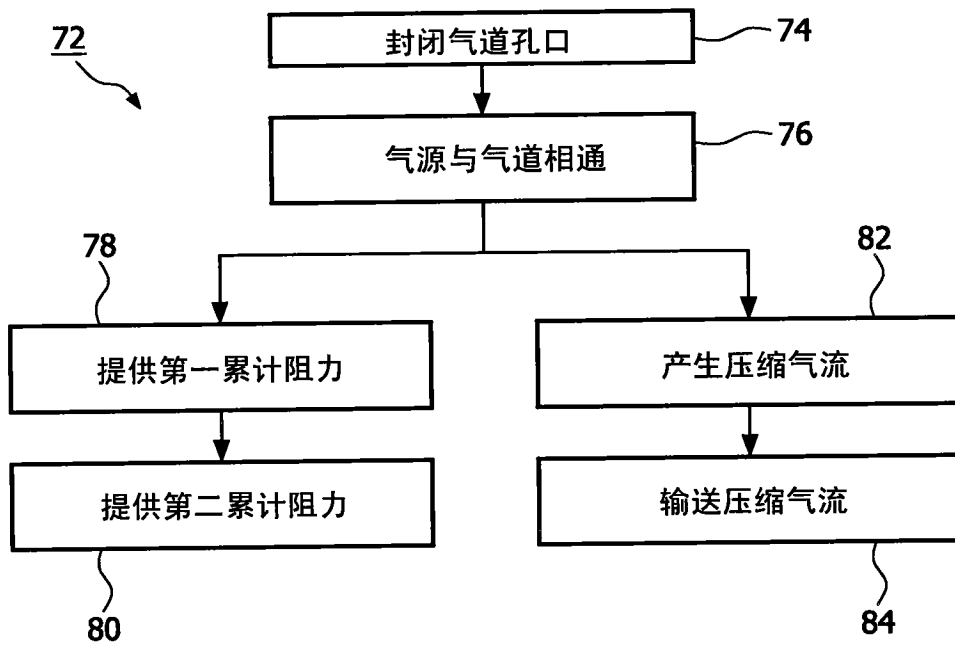 72
封闭气道孔口
74
气源与气道相通
76
78
82
提供第一累计阻力
产生压缩气流
提供第二累计阻力
输送压缩气流
80
84